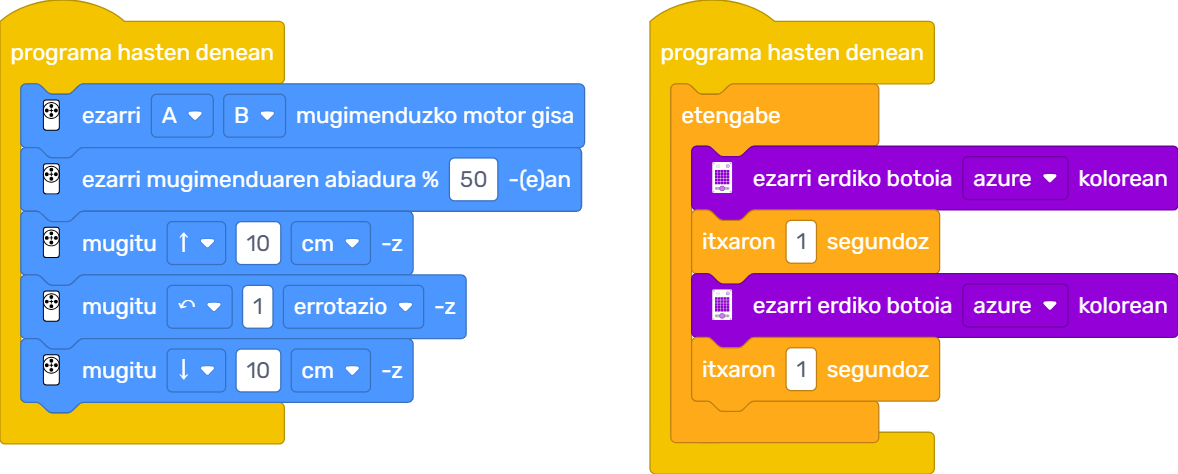 programa hasten denean
ezarri A B mugimenduzko motor gisa
ezarri mugimenduaren abiadura % 50 -(e)an
mugitu ↑ 10 cm -z
mugitu ↶ 1 errotazio -z
mugitu ↓ 10 cm -z
programa hasten denean
etengabe
ezarri erdiko botoia azure kolorean
itxaron 1 segundoz
ezarri erdiko botoia azure kolorean
itxaron 1 segundoz